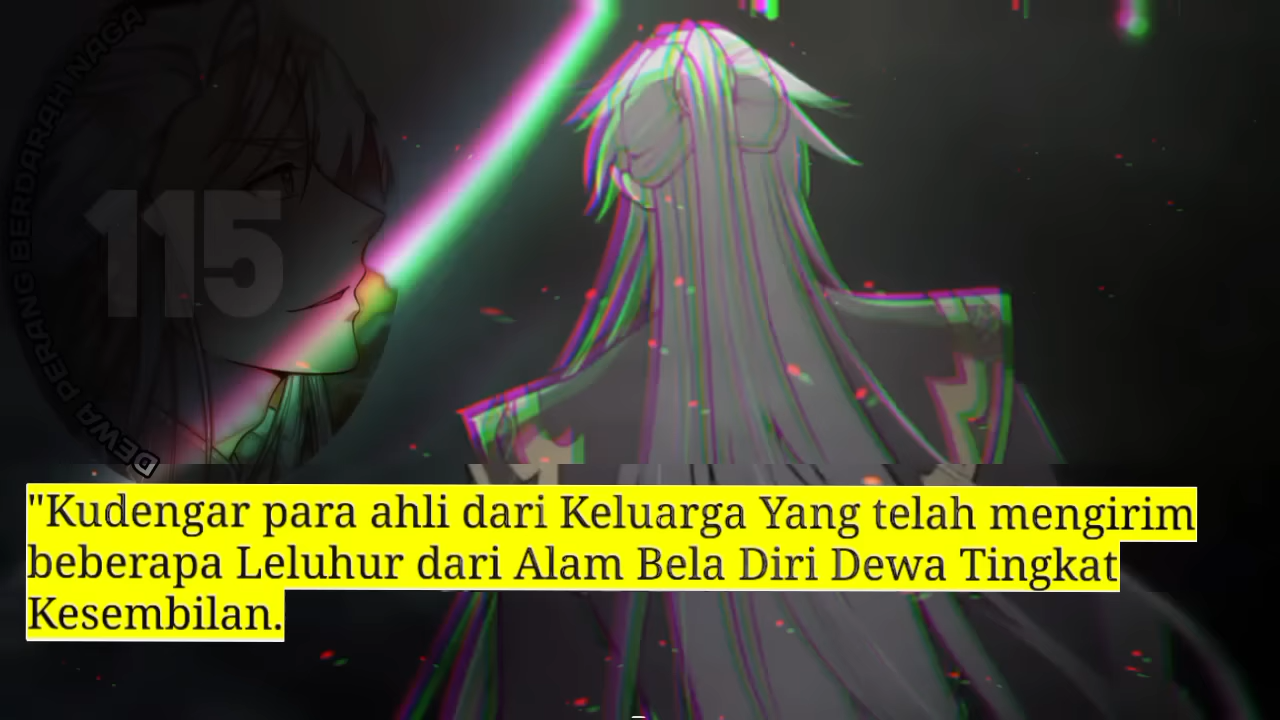 DEWA PERANG BERDARAH NAGA
115
"Kudengar para ahli dari Keluarga Yang telah mengirim
beberapa Leluhur dari Alam Bela Diri Dewa Tingkat
Kesembilan.